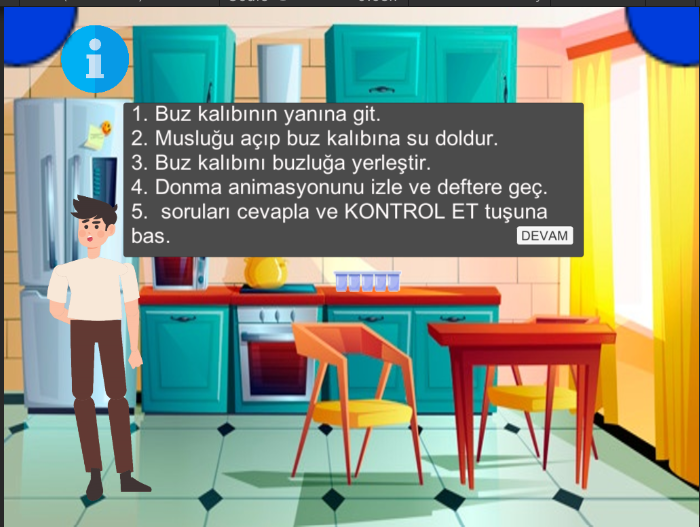 i
1. Buz kalıbının yanına git.
2. Musluğu açıp buz kalıbına su doldur.
3. Buz kalıbını buzluğa yerleştir.
4. Donma animasyonunu izle ve deftere geç.
5.  soruları cevapla ve KONTROL ET tuşuna
bas.
DEVAM